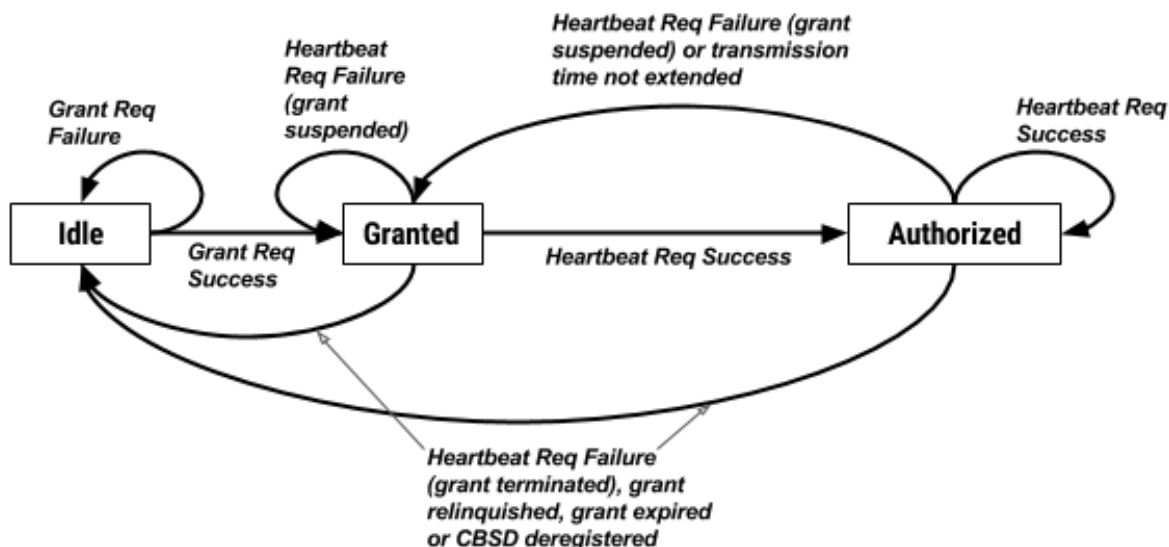 Heartbeat Req Failure (grant
suspended) or transmission
time not extended
Heartbeat
Req Failure
(grant
suspended)
Grant Req
Failure
Heartbeat Req
Success
Idle
Granted
Authorized
Grant Req
Success
Heartbeat Req Success
Heartbeat Req Failure
(grant terminated), grant
relinquished, grant expired
or CBSD deregistered